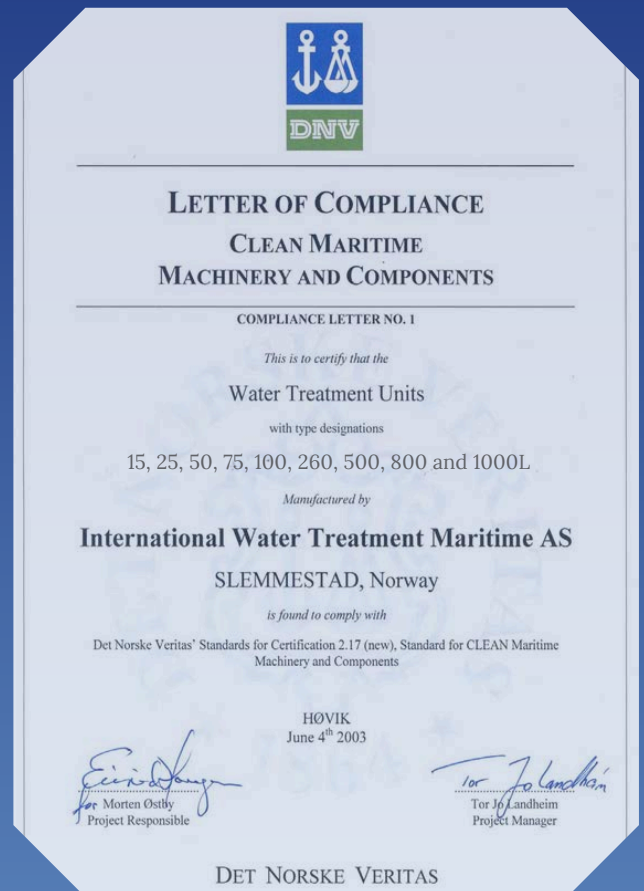 DNV
LETTER OF COMPLIANCE
CLEAN MARITIME
MACHINERY AND COMPONENTS
COMPLIANCE LETTER NO. 1
This is to certify that the
Water Treatment Units
with type designations
15, 25, 50, 75, 100, 260, 500, 800 and 1000L
Manufactured by
International Water Treatment Maritime AS
SLEMMESTAD, Norway
is found to comply with
Det Norske Veritas' Standards for Certification 2.17 (new), Standard for CLEAN Maritime
Machinery and Components
HØVIK
June 4th 2003
for Morten Østby
Project Responsible
Tor Jo Landheim
Tor Jo Landheim
Project Manager
DET NORSKE VERITAS